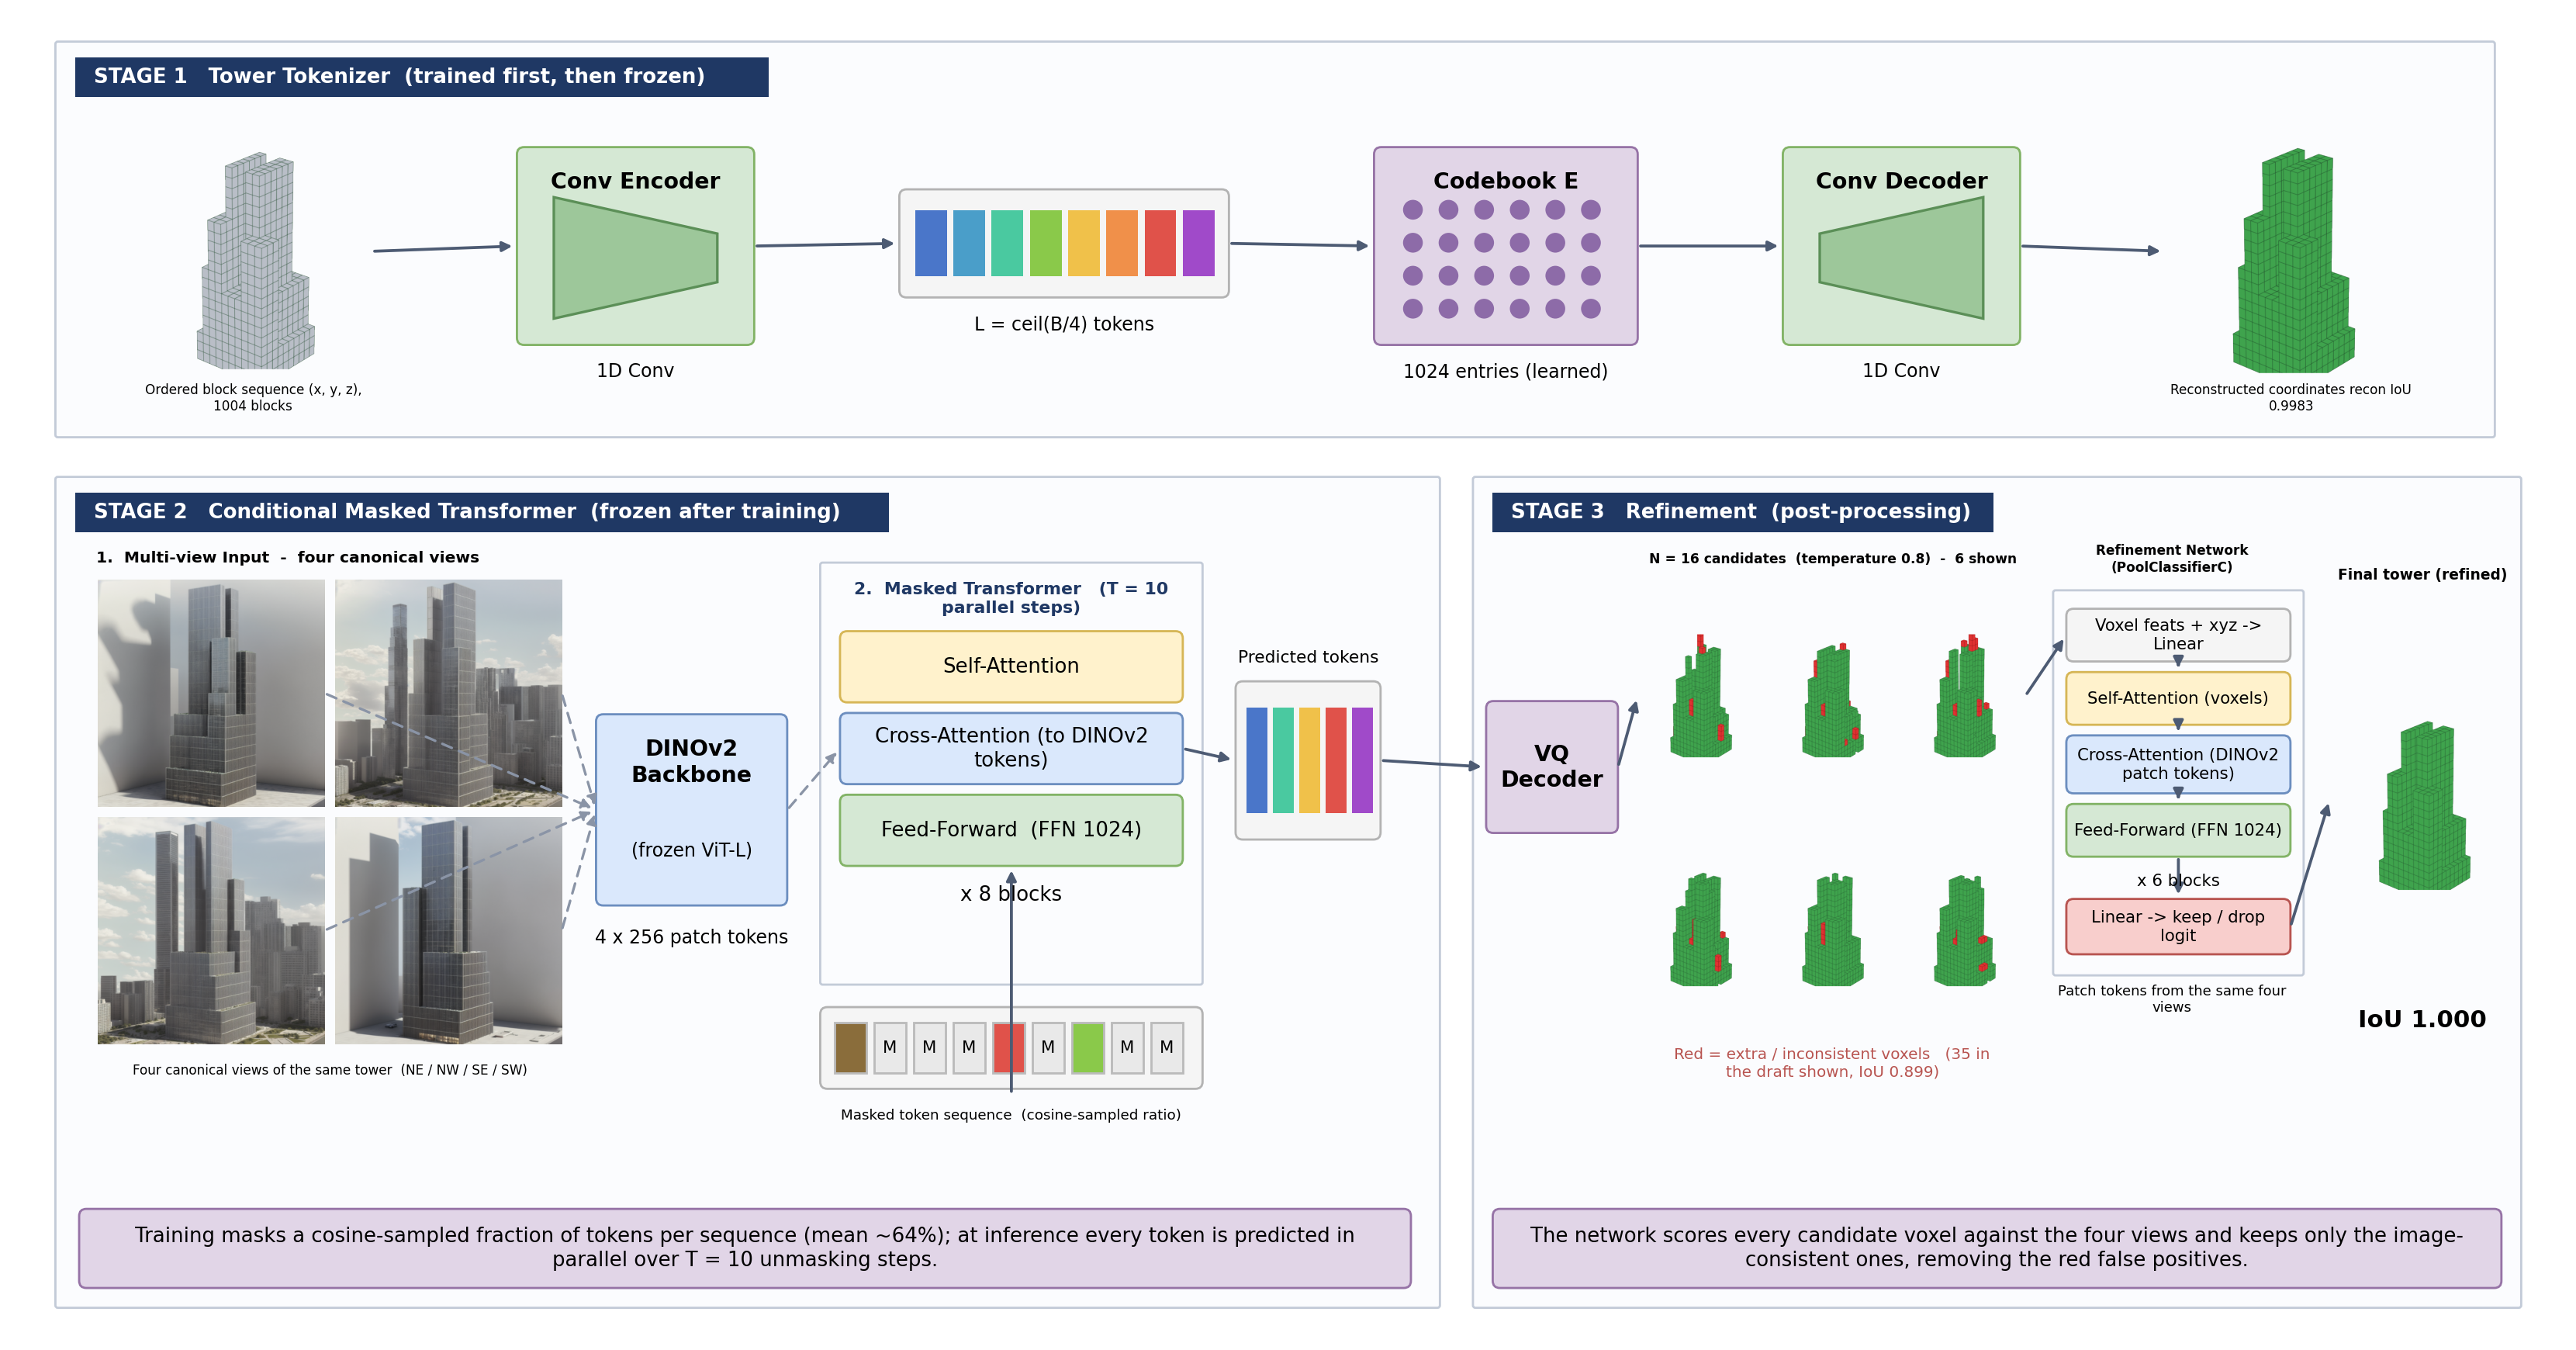 STAGE 1 Tower Tokenizer (trained first, then frozen)
Conv Encoder
Codebook E
Conv Decoder
L = ceil(B/4) tokens
1D Conv
1024 entries (learned)
1D Conv
Ordered block sequence (x, y, z),
1004 blocks
Reconstructed coordinates recon IoU
0.9983
STAGE 2 Conditional Masked Transformer (frozen after training)
1. Multi-view Input - four canonical views
2. Masked Transformer (T = 10
parallel steps)
Self-Attention
Cross-Attention (to DINOv2
tokens)
Feed-Forward (FFN 1024)
x 8 blocks
DINOv2
Backbone
(frozen ViT-L)
4 x 256 patch tokens
Predicted tokens
M
M
M
M
M
M
Masked token sequence (cosine-sampled ratio)
Four canonical views of the same tower (NE / NW / SE / SW)
Training masks a cosine-sampled fraction of tokens per sequence (mean ~64%); at inference every token is predicted in
parallel over T = 10 unmasking steps.
STAGE 3 Refinement (post-processing)
N = 16 candidates (temperature 0.8) - 6 shown
Refinement Network
(PoolClassifierC)
Final tower (refined)
VQ
Decoder
Voxel feats + xyz ->
Linear
Self-Attention (voxels)
Cross-Attention (DINOv2
patch tokens)
Feed-Forward (FFN 1024)
x 6 blocks
Linear -> keep / drop
logit
Patch tokens from the same four
views
IoU 1.000
Red = extra / inconsistent voxels (35 in
the draft shown, IoU 0.899)
The network scores every candidate voxel against the four views and keeps only the image-
consistent ones, removing the red false positives.